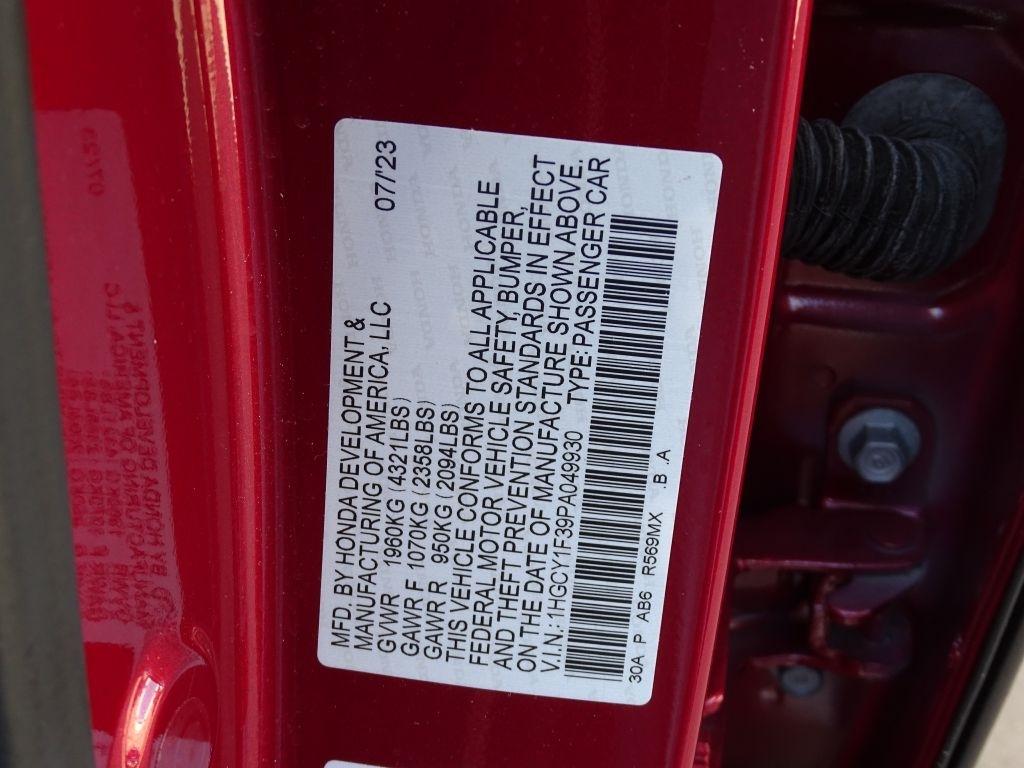 MFD. BY HONDA DEVELOPMENT &
MANUFACTURING OF AMERICA, LLC 07/'23
GVWR 1960KG (4321LBS)
GAWR F 1070KG (2358LBS)
GAWR R 950KG (2094LBS)
THIS VEHICLE CONFORMS TO ALL APPLICABLE
FEDERAL MOTOR VEHICLE SAFETY, BUMPER,
AND THEFT PREVENTION STANDARDS IN EFFECT
ON THE DATE OF MANUFACTURE SHOWN ABOVE.
V.I.N.: 1HGCY1F39PA049930 TYPE: PASSENGER CAR
30A P AB6 R569MX .B .A